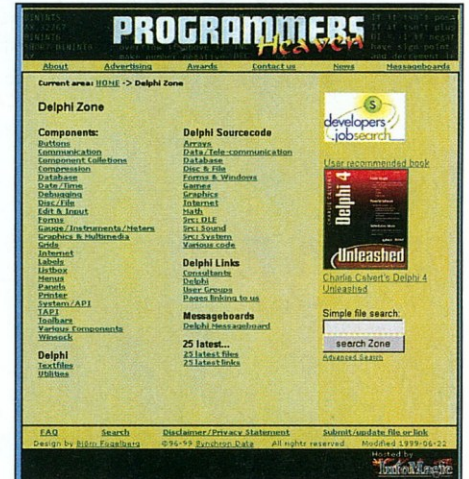 PROGRAMMERS
Heaven
About Advertising Awards Contact us News Messageboards
Current area: HOME -> Delphi Zone
Delphi Zone
Components:
Buttons
Communication
Component Colletions
Compression
Database
Date/Time
Debugging
Disc/File
Edit & Input
Forms
Gauge/Instruments/Meters
Graphics & Multimedia
Grids
Internet
Labels
Listbox
Menus
Panels
Printer
System/API
TAPI
Toolbars
Various Components
Winsock
Delphi
Textfiles
Utilities
Delphi Sourcecode
Arrays
Data/Tele-communication
Database
Disc & File
Forms & Windows
Games
Graphics
Internet
Math
Src: OLE
Src: Sound
Src: System
Various code
Delphi Links
Consultants
Delphi
User Groups
Pages linking to us
Messageboards
Delphi Messageboard
25 latest...
25 latest files
25 latest links
S
developers
.jobsearch
User recommended book
CHARLIE CALVERT'S
Delphi 4
Unleashed
Charlie Calvert's Delphi 4
Unleashed
Simple file search:
search Zone
Advanced Search
FAQ Search Disclaimer/Privacy Statement Submit/update file or link
Design by Björn Fogelberg ©96-99 Synchron Data All rights reserved. Modified 1999-06-22
Hosted by
InfoMagic